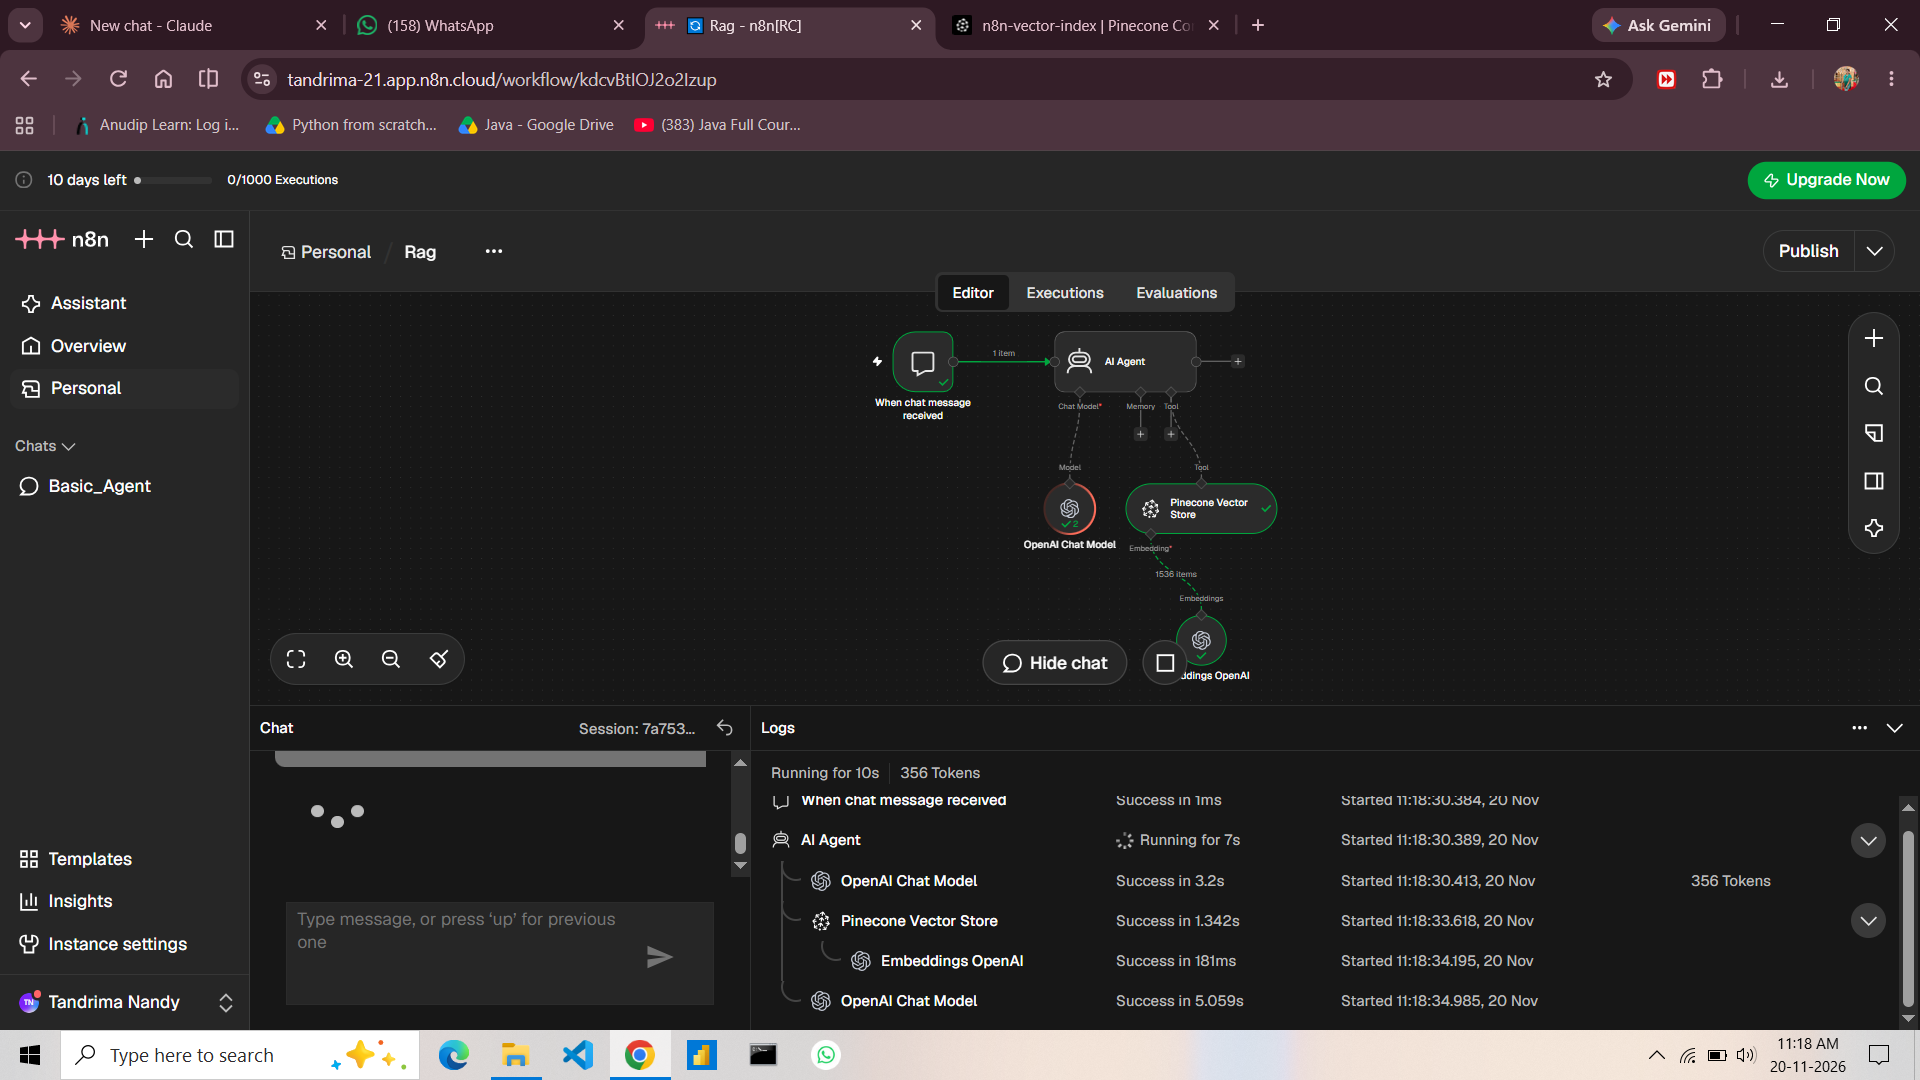 New chat - Claude
(158) WhatsApp
Rag - n8n[RC]
n8n-vector-index | Pinecone Co
Ask Gemini
tandrima-21.app.n8n.cloud/workflow/kdcvBtIOJ2o2Izup
Anudip Learn: Log i...
Python from scratch...
Java - Google Drive
(383) Java Full Cour...
10 days left
0/1000 Executions
Upgrade Now
n8n
Personal / Rag
Publish
Editor
Executions
Evaluations
Assistant
Overview
Personal
Chats
Basic_Agent
1 item
AI Agent
When chat message
received
Chat Model*
Memory
Tool
Model
Tool
Pinecone Vector
Store
2
OpenAI Chat Model
Embedding*
1536 items
Embeddings
Hide chat
ddings OpenAI
Chat
Session: 7a753...
Logs
Running for 10s
356 Tokens
When chat message received
Success in 1ms
Started 11:18:30.384, 20 Nov
AI Agent
Running for 7s
Started 11:18:30.389, 20 Nov
OpenAI Chat Model
Success in 3.2s
Started 11:18:30.413, 20 Nov
356 Tokens
Pinecone Vector Store
Success in 1.342s
Started 11:18:33.618, 20 Nov
Embeddings OpenAI
Success in 181ms
Started 11:18:34.195, 20 Nov
OpenAI Chat Model
Success in 5.059s
Started 11:18:34.985, 20 Nov
Type message, or press ‘up’ for previous
one
Templates
Insights
Instance settings
TN
Tandrima Nandy
Type here to search
11:18 AM
20-11-2026